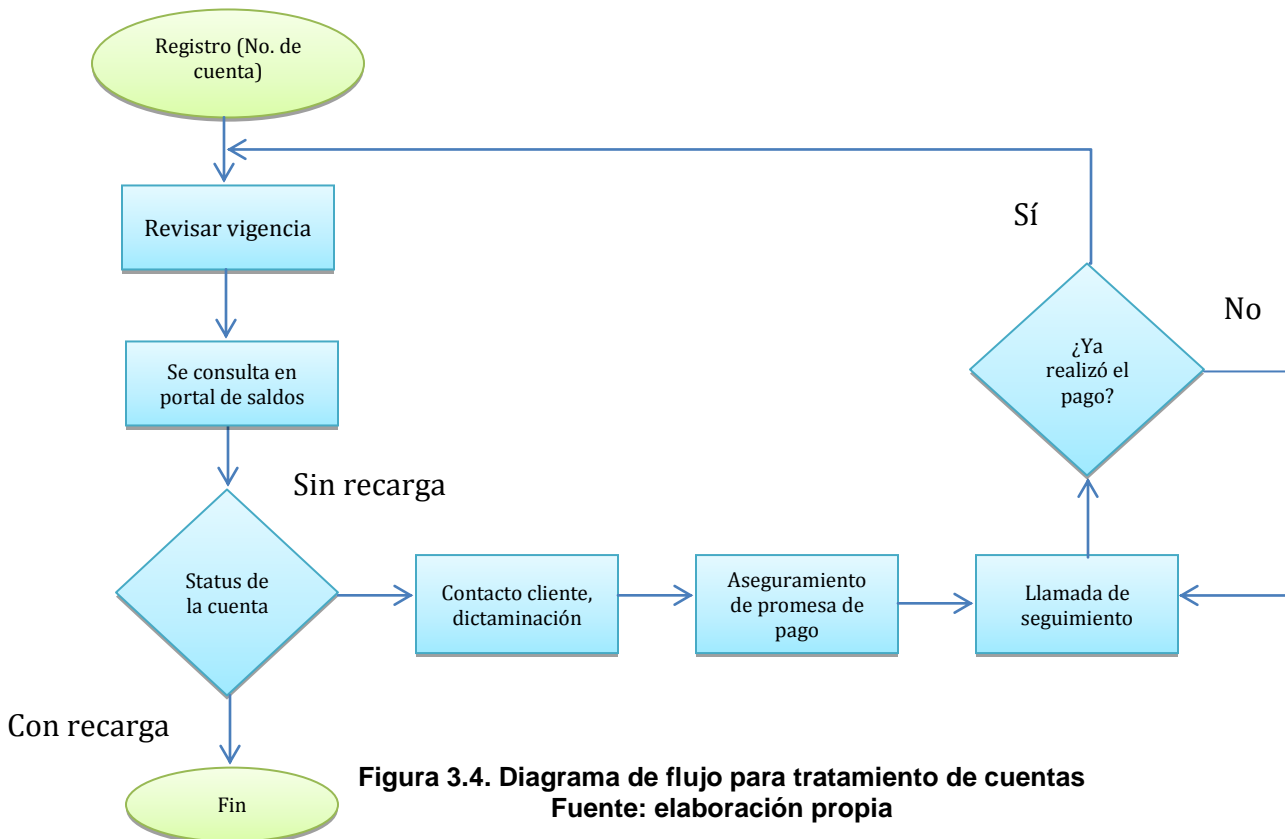 Registro (No. de
cuenta)
Revisar vigencia
Sí
No
¿Ya
realizó el
pago?
Se consulta en
portal de saldos
Sin recarga
Status de
la cuenta
Contacto cliente,
dictaminación
Aseguramiento
de promesa de
pago
Llamada de
seguimiento
Con recarga
Fin
Figura 3.4. Diagrama de flujo para tratamiento de cuentas
Fuente: elaboración propia